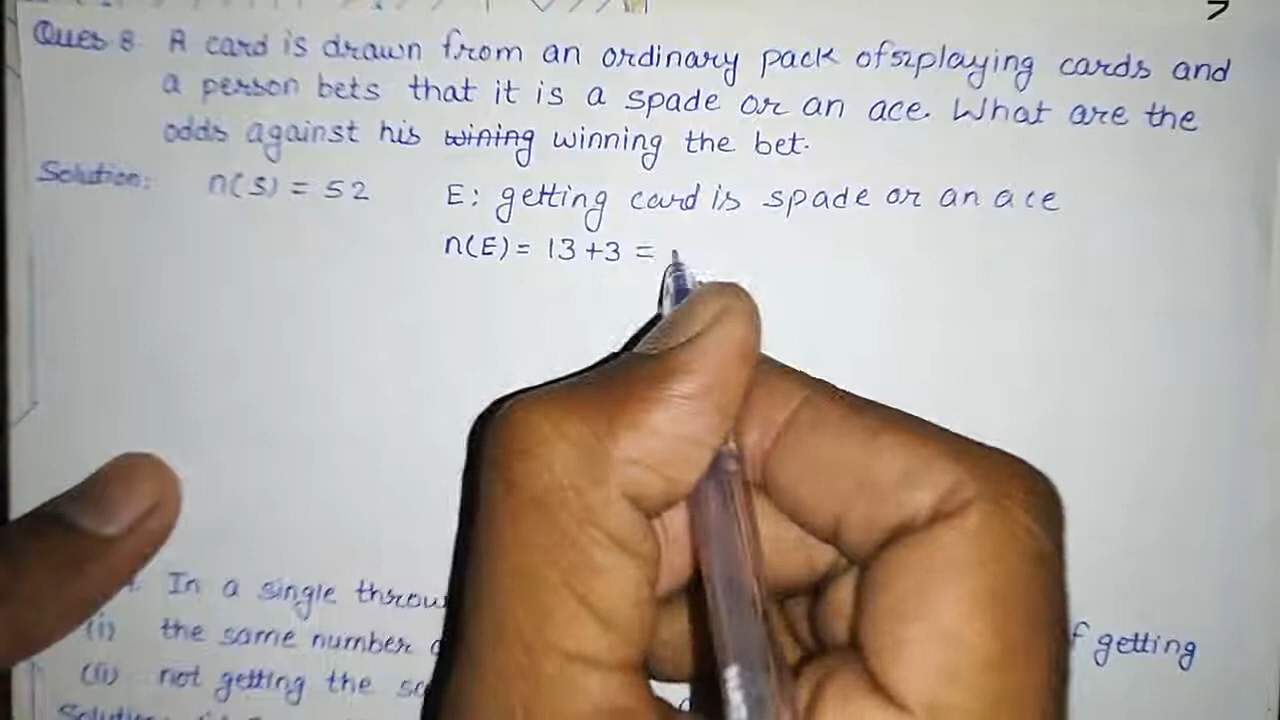 Ques 8 A card is drawn from an ordinary pack of 52 playing cards and
a person bets that it is a spade or an ace. What are the
odds against his wining winning the bet.
Solution: n(S) = 52 E: getting card is spade or an ace
n(E) = 13 + 3 =
In a single throw
(i) the same number of getting
(ii) not getting the
Solution